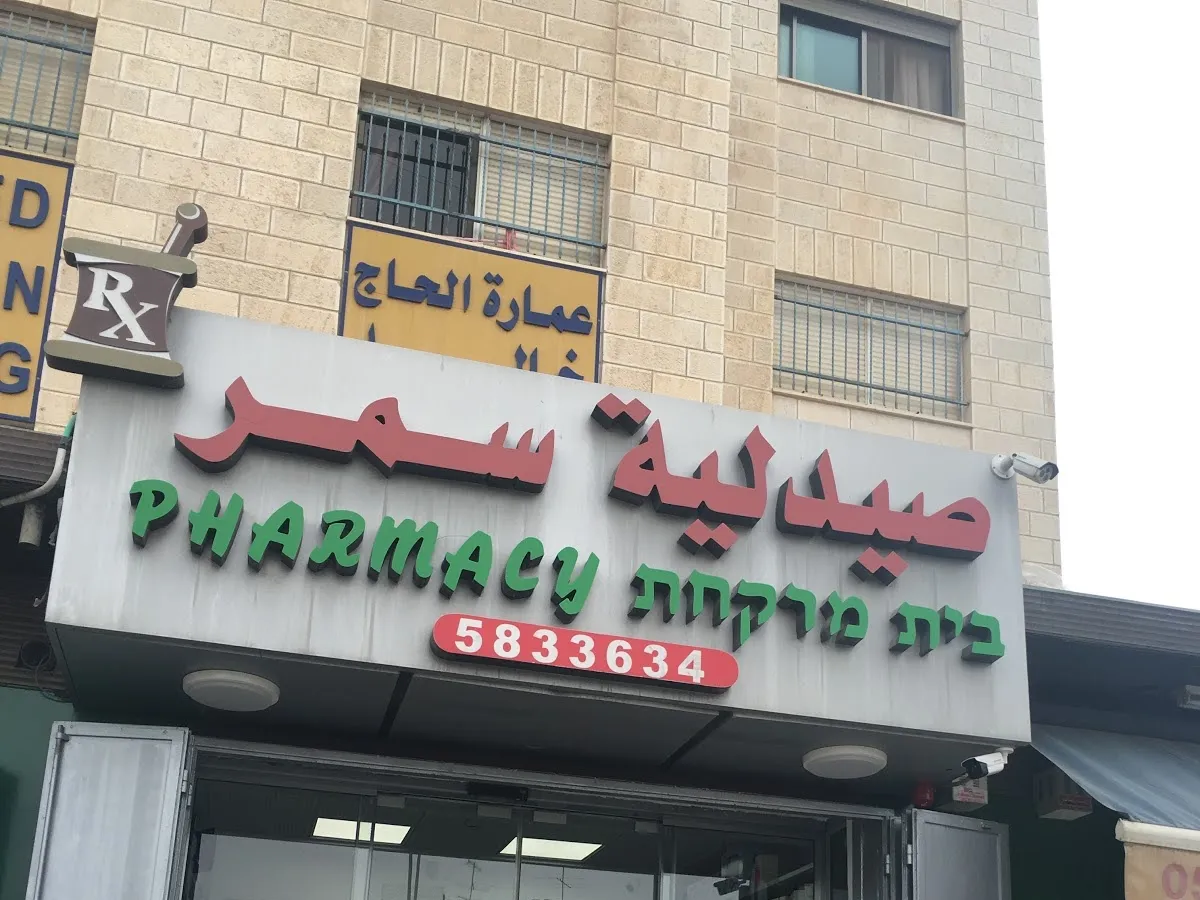 عمارة الحاج
RX
صيدلية سمر
PHARMACY בית מרקחת
5833634